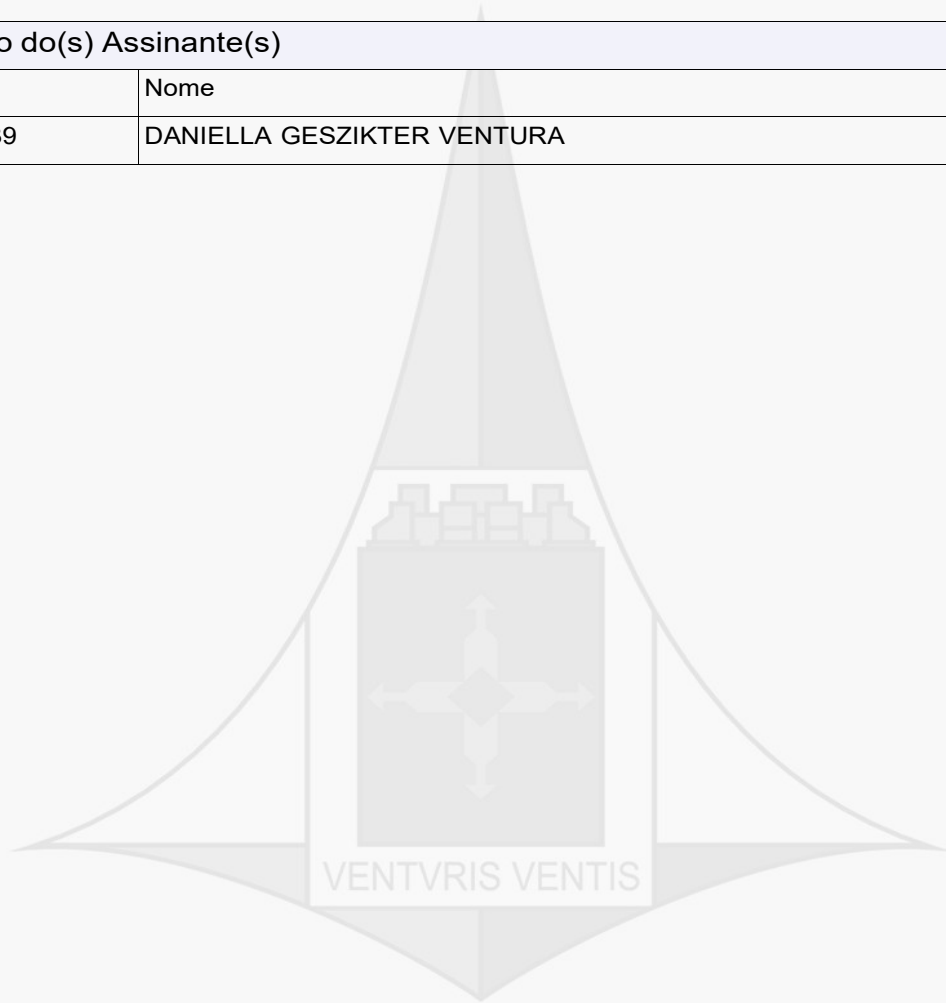 o do(s) Assinante(s)
Nome
39 DANIELLA GESZIKTER VENTURA
VENTVRIS VENTIS